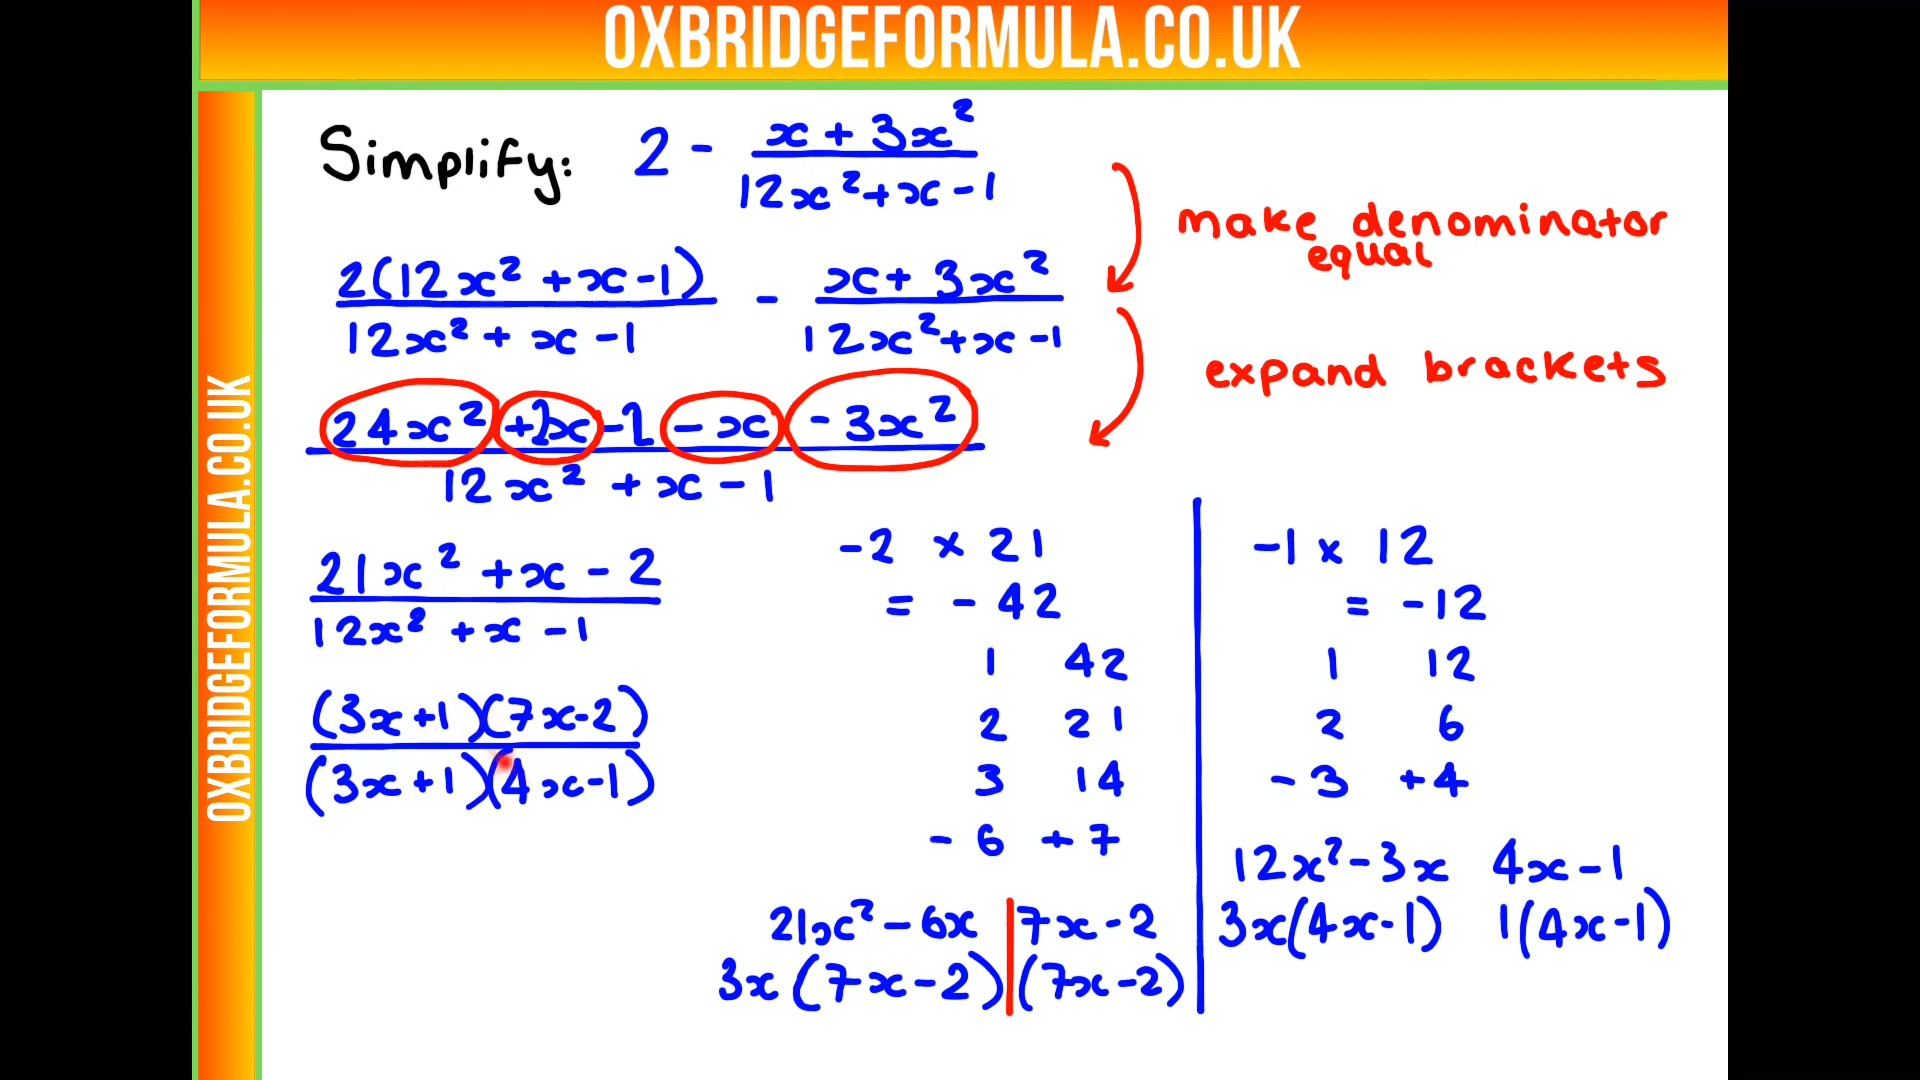 OXBRIDGEFORMULA.CO.UK
OXBRIDGEFORMULA.CO.UK
OXBRIDGEFORMULA.CO.UK
Simplify: 2 - x + 3x²
12x² + x - 1
make denominator
equal
2(12x² + x - 1) - x + 3x²
12x² + x - 1 12x² + x - 1
expand brackets
24x² + 2x - 2 - x - 3x²
12x² + x - 1
21x² + x - 2
12x² + x - 1
(3x + 1)(7x - 2)
(3x + 1)(4x - 1)
-2 × 21
= -42
1 42
2 21
3 14
- 6 + 7
21x² - 6x 7x - 2
3x(7x - 2) (7x - 2)
-1 × 12
= -12
1 12
2 6
- 3 + 4
12x² - 3x 4x - 1
3x(4x - 1) 1(4x - 1)